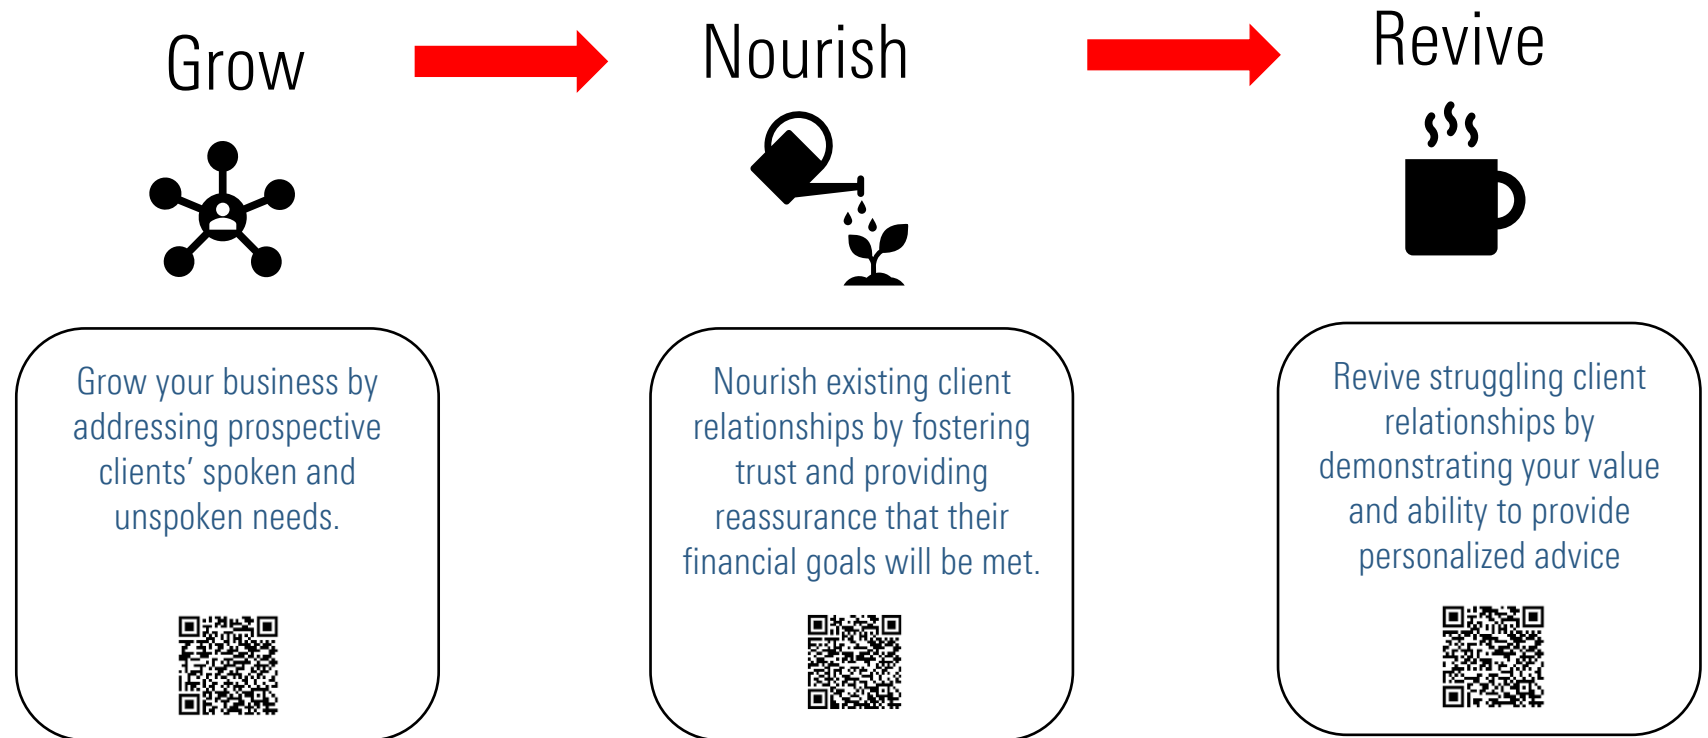 Grow
Nourish
Revive
Grow your business by
addressing prospective
clients’ spoken and
unspoken needs.
Nourish existing client
relationships by fostering
trust and providing
reassurance that their
financial goals will be met.
Revive struggling client
relationships by
demonstrating your value
and ability to provide
personalized advice